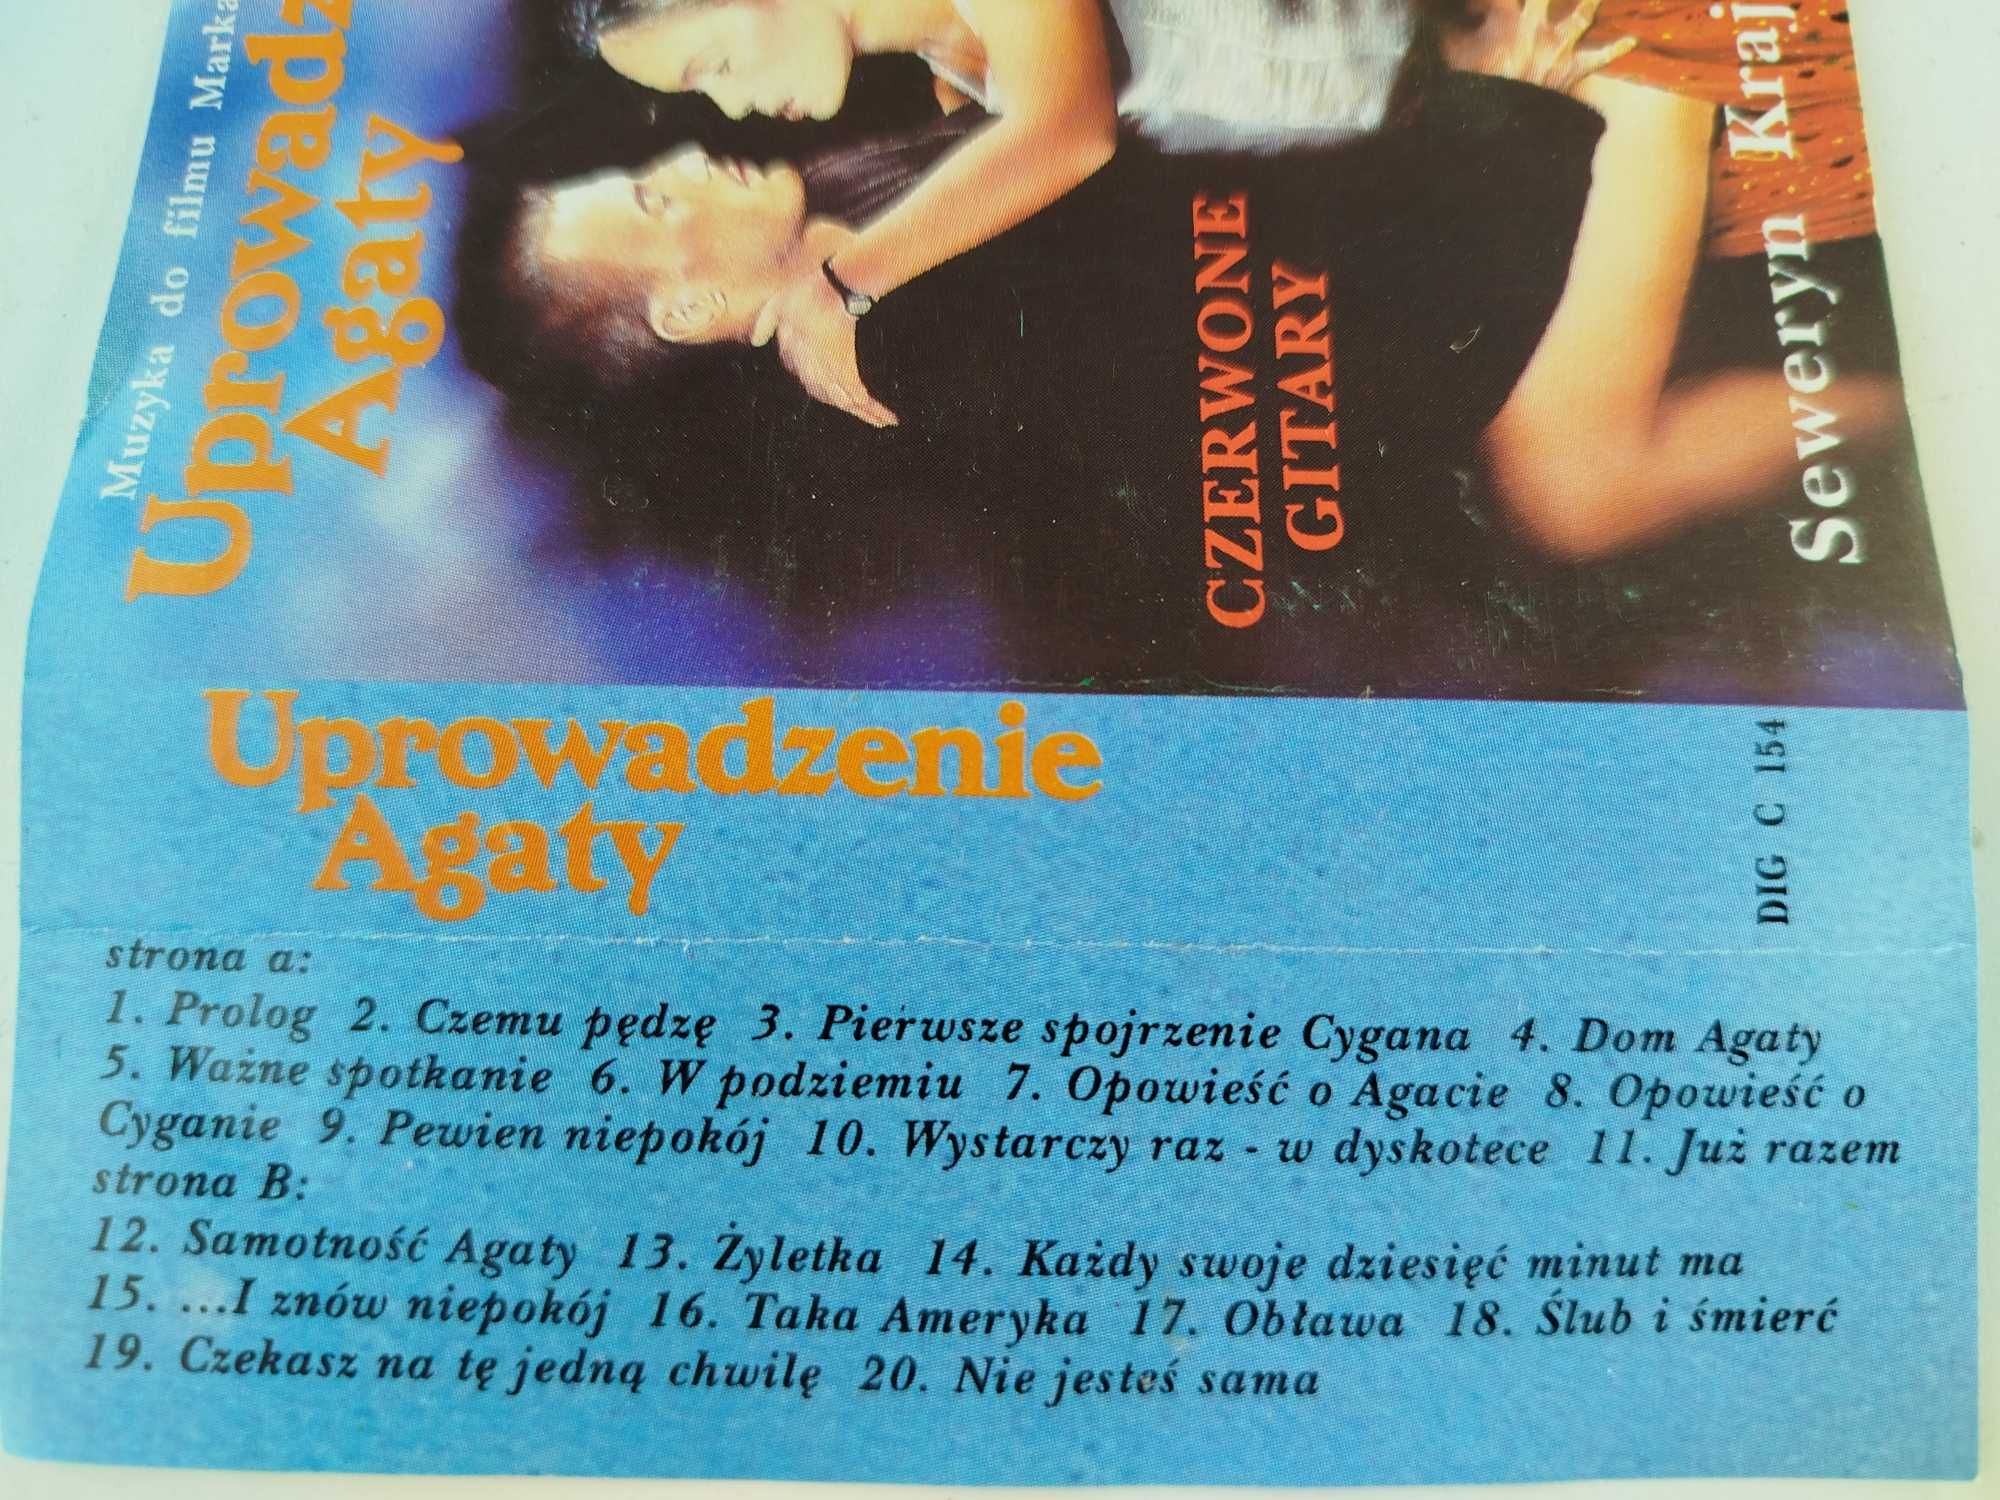 Muzyka do filmu Marka
Uprowadz
Agaty
CZERWONE
GITARY
Seweryn Kraj
Uprowadzenie
Agaty
DIG C 154
strona a:
1. Prolog 2. Czemu pędzę 3. Pierwsze spojrzenie Cygana 4. Dom Agaty
5. Ważne spotkanie 6. W podziemiu 7. Opowieść o Agacie 8. Opowieść o
Cyganie 9. Pewien niepokój 10. Wystarczy raz - w dyskotece 11. Już razem
strona B:
12. Samotność Agaty 13. Żyletka 14. Każdy swoje dziesięć minut ma
15. ...I znów niepokój 16. Taka Ameryka 17. Obława 18. Ślub i śmierć
19. Czekasz na tę jedną chwilę 20. Nie jesteś sama